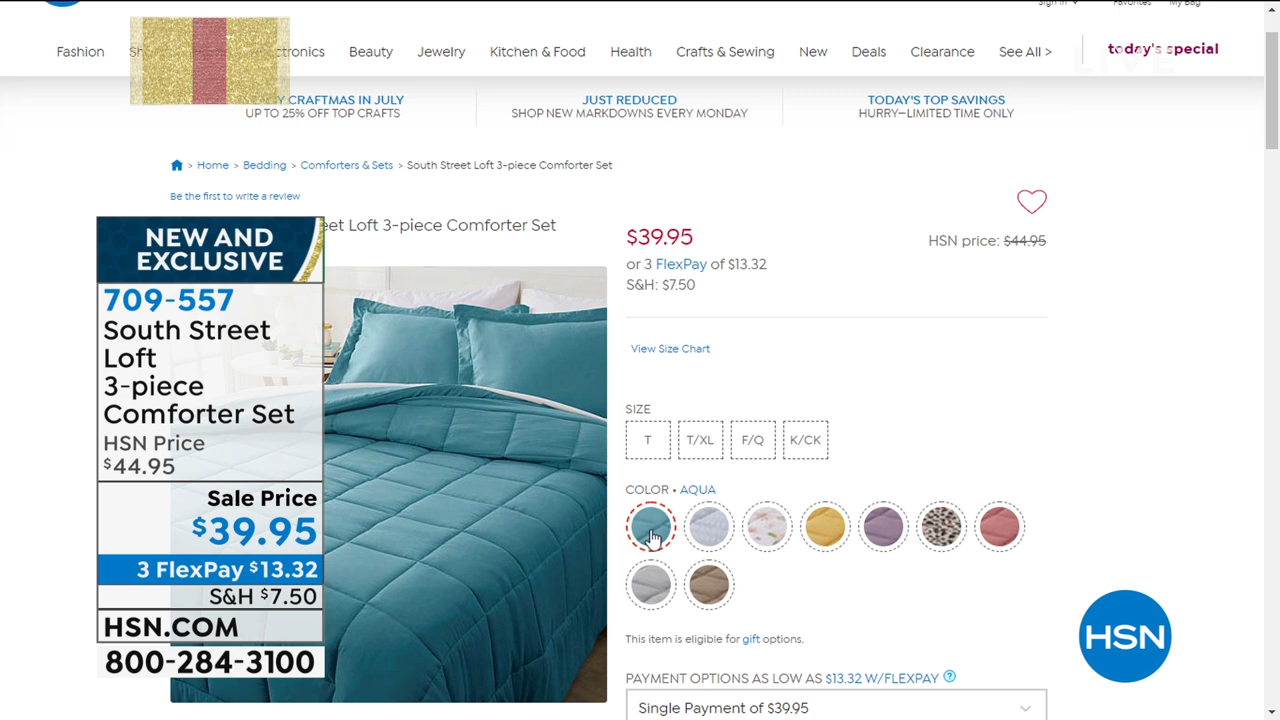 Sign In
Favorites
My Bag
Fashion
Beauty
Jewelry
Kitchen & Food
Health
Crafts & Sewing
New
Deals
Clearance
See All >
today's special
LIVE
CRAFTMAS IN JULY
UP TO 25% OFF TOP CRAFTS
JUST REDUCED
SHOP NEW MARKDOWNS EVERY MONDAY
TODAY'S TOP SAVINGS
HURRY—LIMITED TIME ONLY
> Home > Bedding > Comforters & Sets > South Street Loft 3-piece Comforter Set
Be the first to write a review
Loft 3-piece Comforter Set
NEW AND
EXCLUSIVE
709-557
South Street
Loft
3-piece
Comforter Set
HSN Price
$44.95
Sale Price
$39.95
3 FlexPay $13.32
S&H $7.50
HSN.COM
800-284-3100
$39.95
HSN price: $44.95
or 3 FlexPay of $13.32
S&H: $7.50
View Size Chart
SIZE
T
T/XL
F/Q
K/CK
COLOR • AQUA
This item is eligible for gift options.
PAYMENT OPTIONS AS LOW AS $13.32 W/FLEXPAY ?
Single Payment of $39.95
HSN